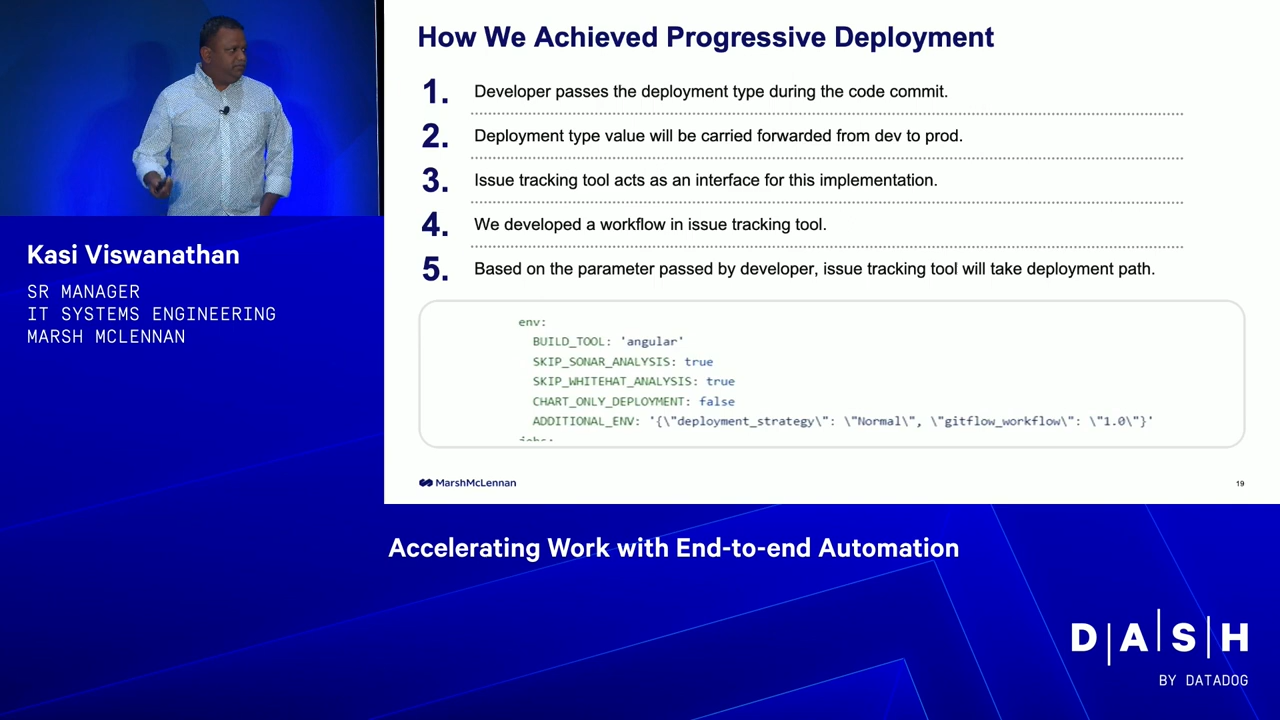 How We Achieved Progressive Deployment
1. Developer passes the deployment type during the code commit.
2. Deployment type value will be carried forwarded from dev to prod.
3. Issue tracking tool acts as an interface for this implementation.
4. We developed a workflow in issue tracking tool.
5. Based on the parameter passed by developer, issue tracking tool will take deployment path.
env:
BUILD_TOOL: 'angular'
SKIP_SONAR_ANALYSIS: true
SKIP_WHITEHAT_ANALYSIS: true
CHART_ONLY_DEPLOYMENT: false
ADDITIONAL_ENV: '{\"deployment_strategy\": \"Normal\", \"gitflow_workflow\": \"1.0\"}'
MarshMcLennan
19
Kasi Viswanathan
SR MANAGER
IT SYSTEMS ENGINEERING
MARSH MCLENNAN
Accelerating Work with End-to-end Automation
D|A|S|H
BY DATADOG